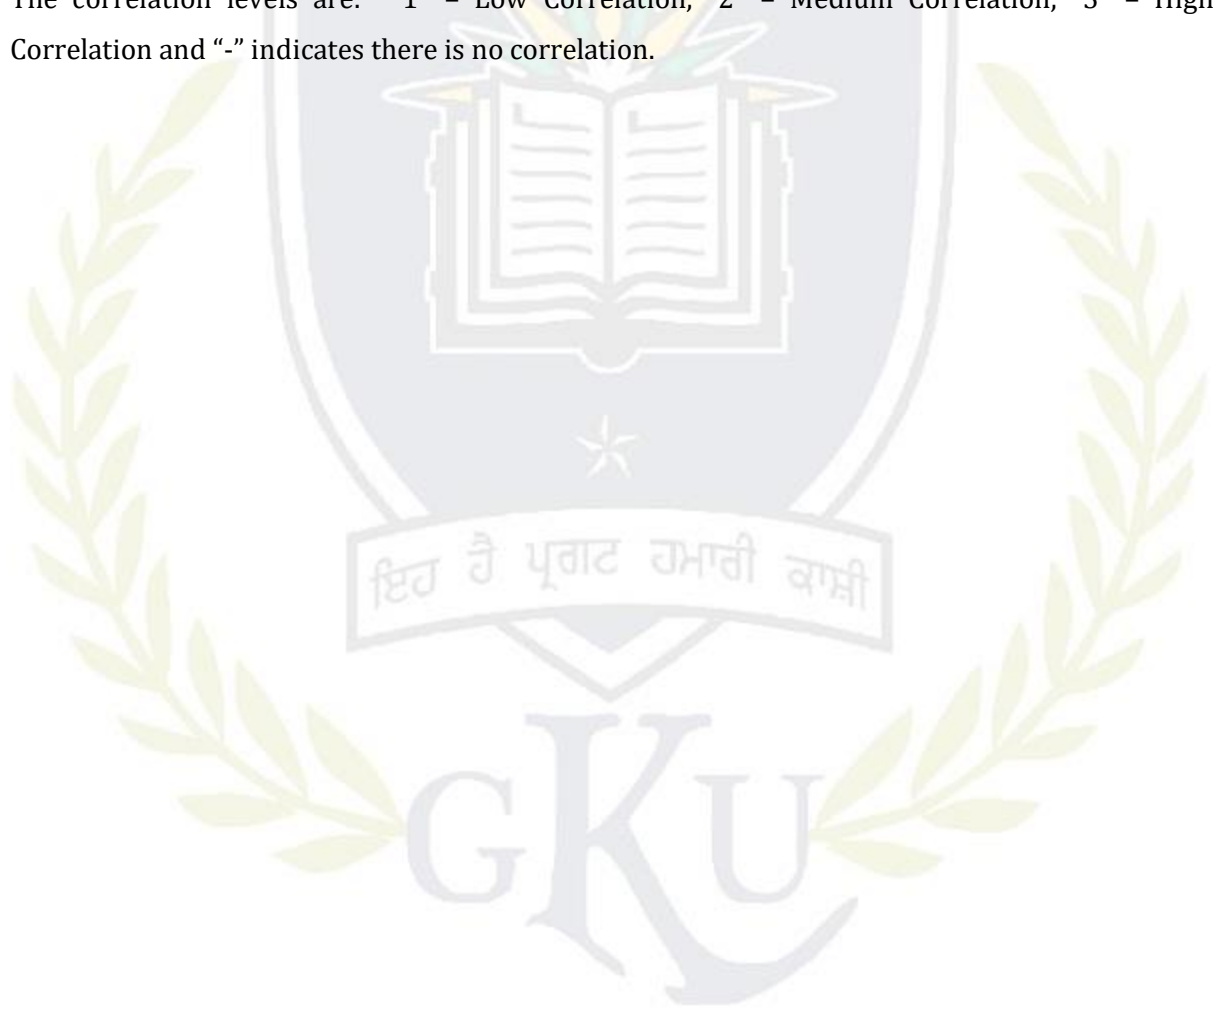 The correlation levels are: "1" – Low Correlation, "2" – Medium Correlation, "3" – High
Correlation and “-” indicates there is no correlation.
ਇਹ ਹੈ ਪ੍ਰਗਟ ਹਮਾਰੀ ਕਾਸ਼ੀ
GKU